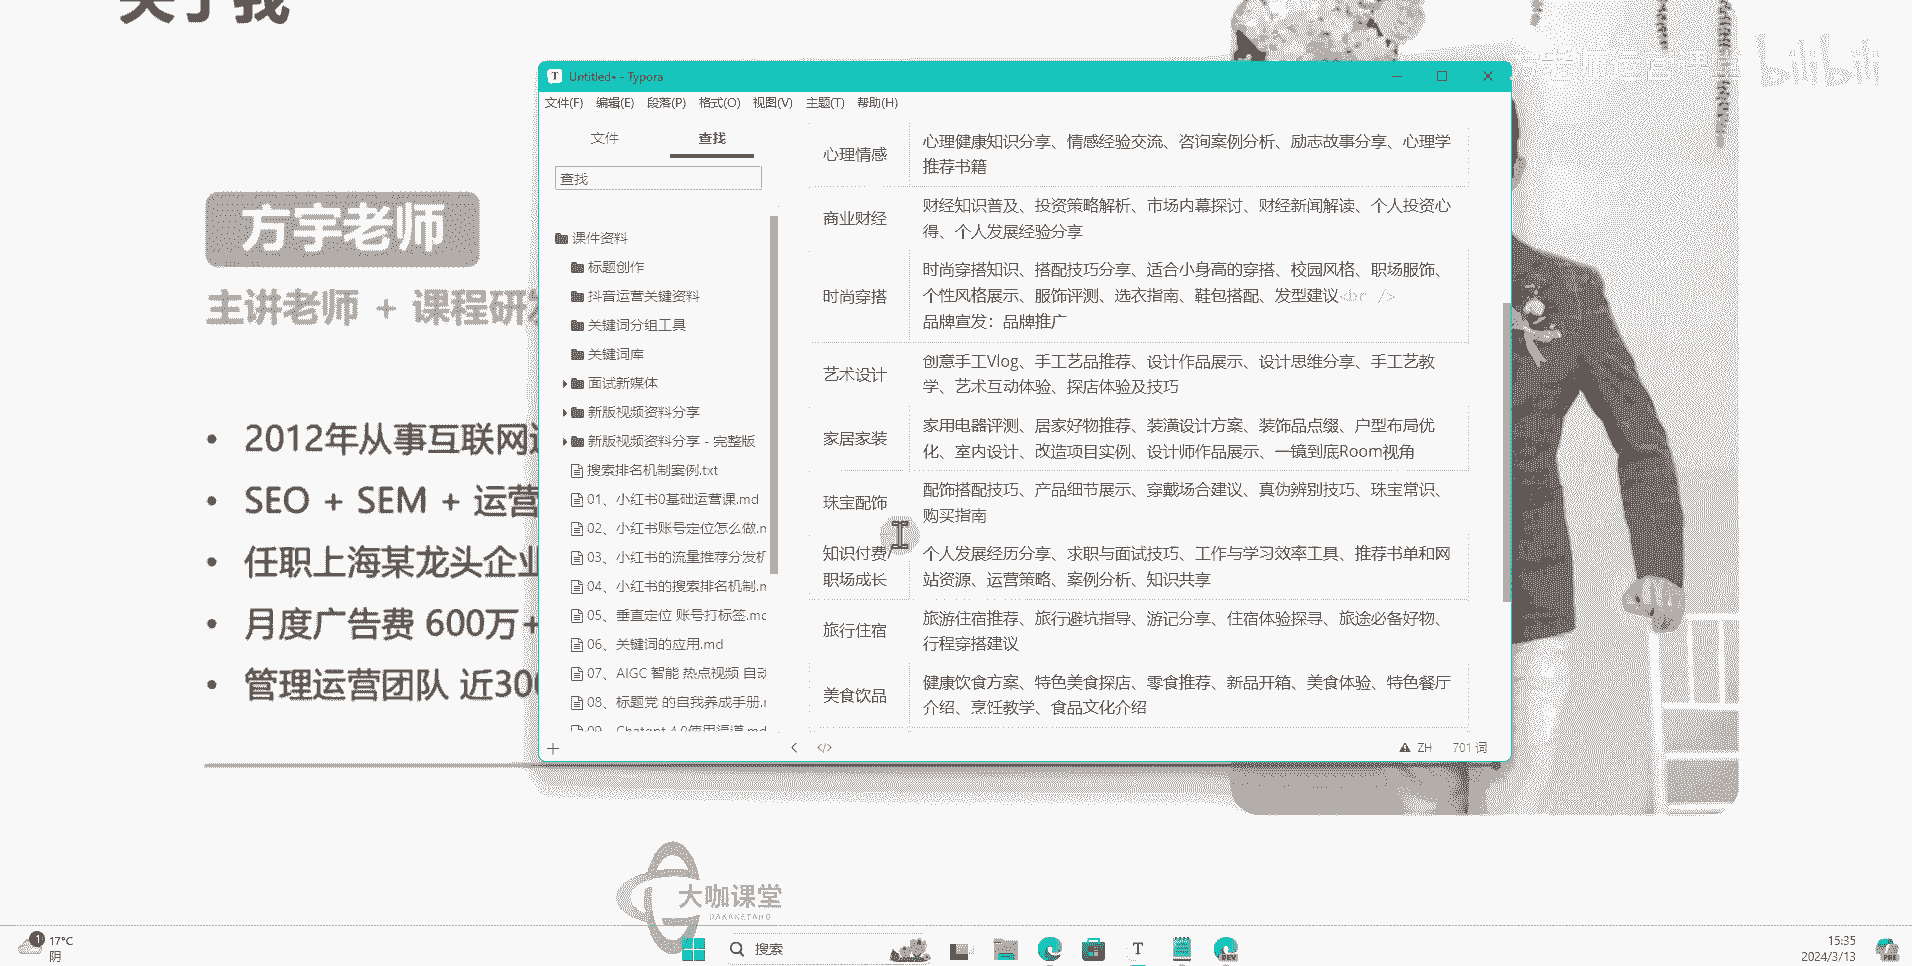 关于我
方宇老师
主讲老师 + 课程研发
2012年从事互联网
SEO + SEM + 运营
任职上海某龙头企业
月度广告费 600万+
管理运营团队 近300
Untitled• - Typora
文件(F) 编辑(E) 段落(P) 格式(O) 视图(V) 主题(T) 帮助(H)
文件 查找
查找
课件资料
标题创作
抖音运营关键资料
关键词分组工具
关键词库
面试新媒体
新版视频资料分享
新版视频资料分享 - 完整版
搜索排名机制案例.txt
01、小红书0基础运营课.md
02、小红书账号定位怎么做.m
03、小红书的流量推荐分发机
04、小红书的搜索排名机制.m
05、垂直定位 账号打标签.md
06、关键词的应用.md
07、AIGC 智能 热点视频 自动
08、标题党 的自我养成手册.m
09、Chatgpt 4.0使用渠道.md
心理情感
心理健康知识分享、情感经验交流、咨询案例分析、励志故事分享、心理学
推荐书籍
商业财经
财经知识普及、投资策略解析、市场内幕探讨、财经新闻解读、个人投资心
得、个人发展经验分享
时尚穿搭
时尚穿搭知识、搭配技巧分享、适合小身高的穿搭、校园风格、职场服饰、
个性风格展示、服饰评测、选衣指南、鞋包搭配、发型建议<br />
品牌宣发：品牌推广
艺术设计
创意手工Vlog、手工艺品推荐、设计作品展示、设计思维分享、手工艺教
学、艺术互动体验、探店体验及技巧
家居家装
家用电器评测、居家好物推荐、装潢设计方案、装饰品点缀、户型布局优
化、室内设计、改造项目实例、设计师作品展示、一镜到底Room视角
珠宝配饰
配饰搭配技巧、产品细节展示、穿戴场合建议、真伪辨别技巧、珠宝常识、
购买指南
知识付费/
职场成长
个人发展经历分享、求职与面试技巧、工作与学习效率工具、推荐书单和网
站资源、运营策略、案例分析、知识共享
旅行住宿
旅游住宿推荐、旅行避坑指导、游记分享、住宿体验探寻、旅途必备好物、
行程穿搭建议
美食饮品
健康饮食方案、特色美食探店、零食推荐、新品开箱、美食体验、特色餐厅
介绍、烹饪教学、食品文化介绍
ZH 701 词
bilibili
大咖课堂
DAKAKETANG
1
17°C
阴
搜索
T
DEV
15:35
2024/3/13
PRE